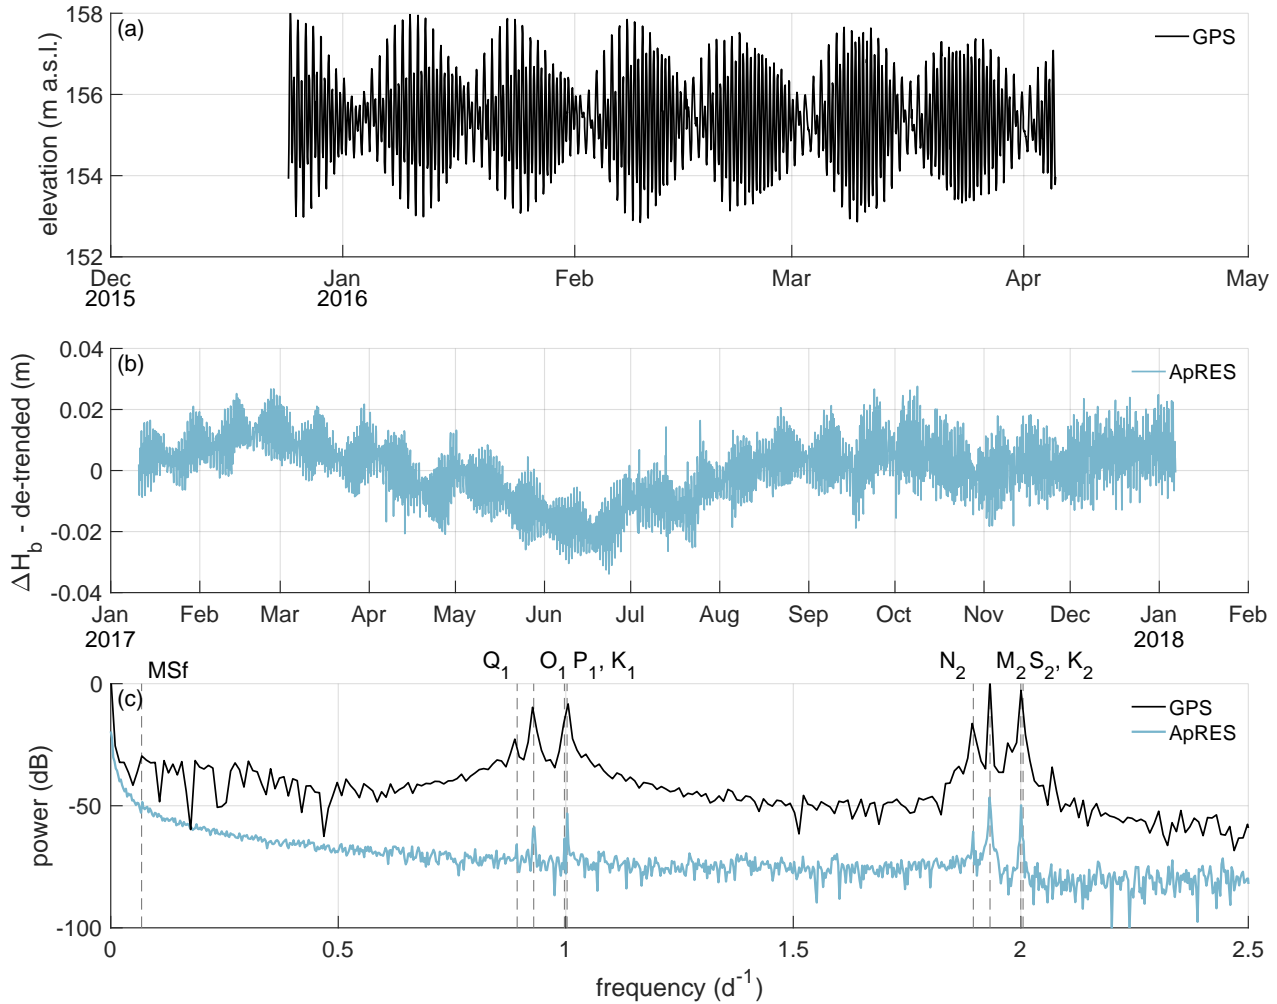 (a)
GPS
elevation (m a.s.l.)
158
156
154
152
Dec Jan Feb Mar Apr May
2015 2016
(b)
ApRES
ΔH_b - de-trended (m)
0.04
0.02
0
-0.02
-0.04
Jan Feb Mar Apr May Jun Jul Aug Sep Oct Nov Dec Jan Feb
2017 2018
MSf Q_1 O_1 P_1, K_1 N_2 M_2 S_2, K_2
(c)
GPS
ApRES
power (dB)
0
-50
-100
0 0.5 1 1.5 2 2.5
frequency (d^-1)